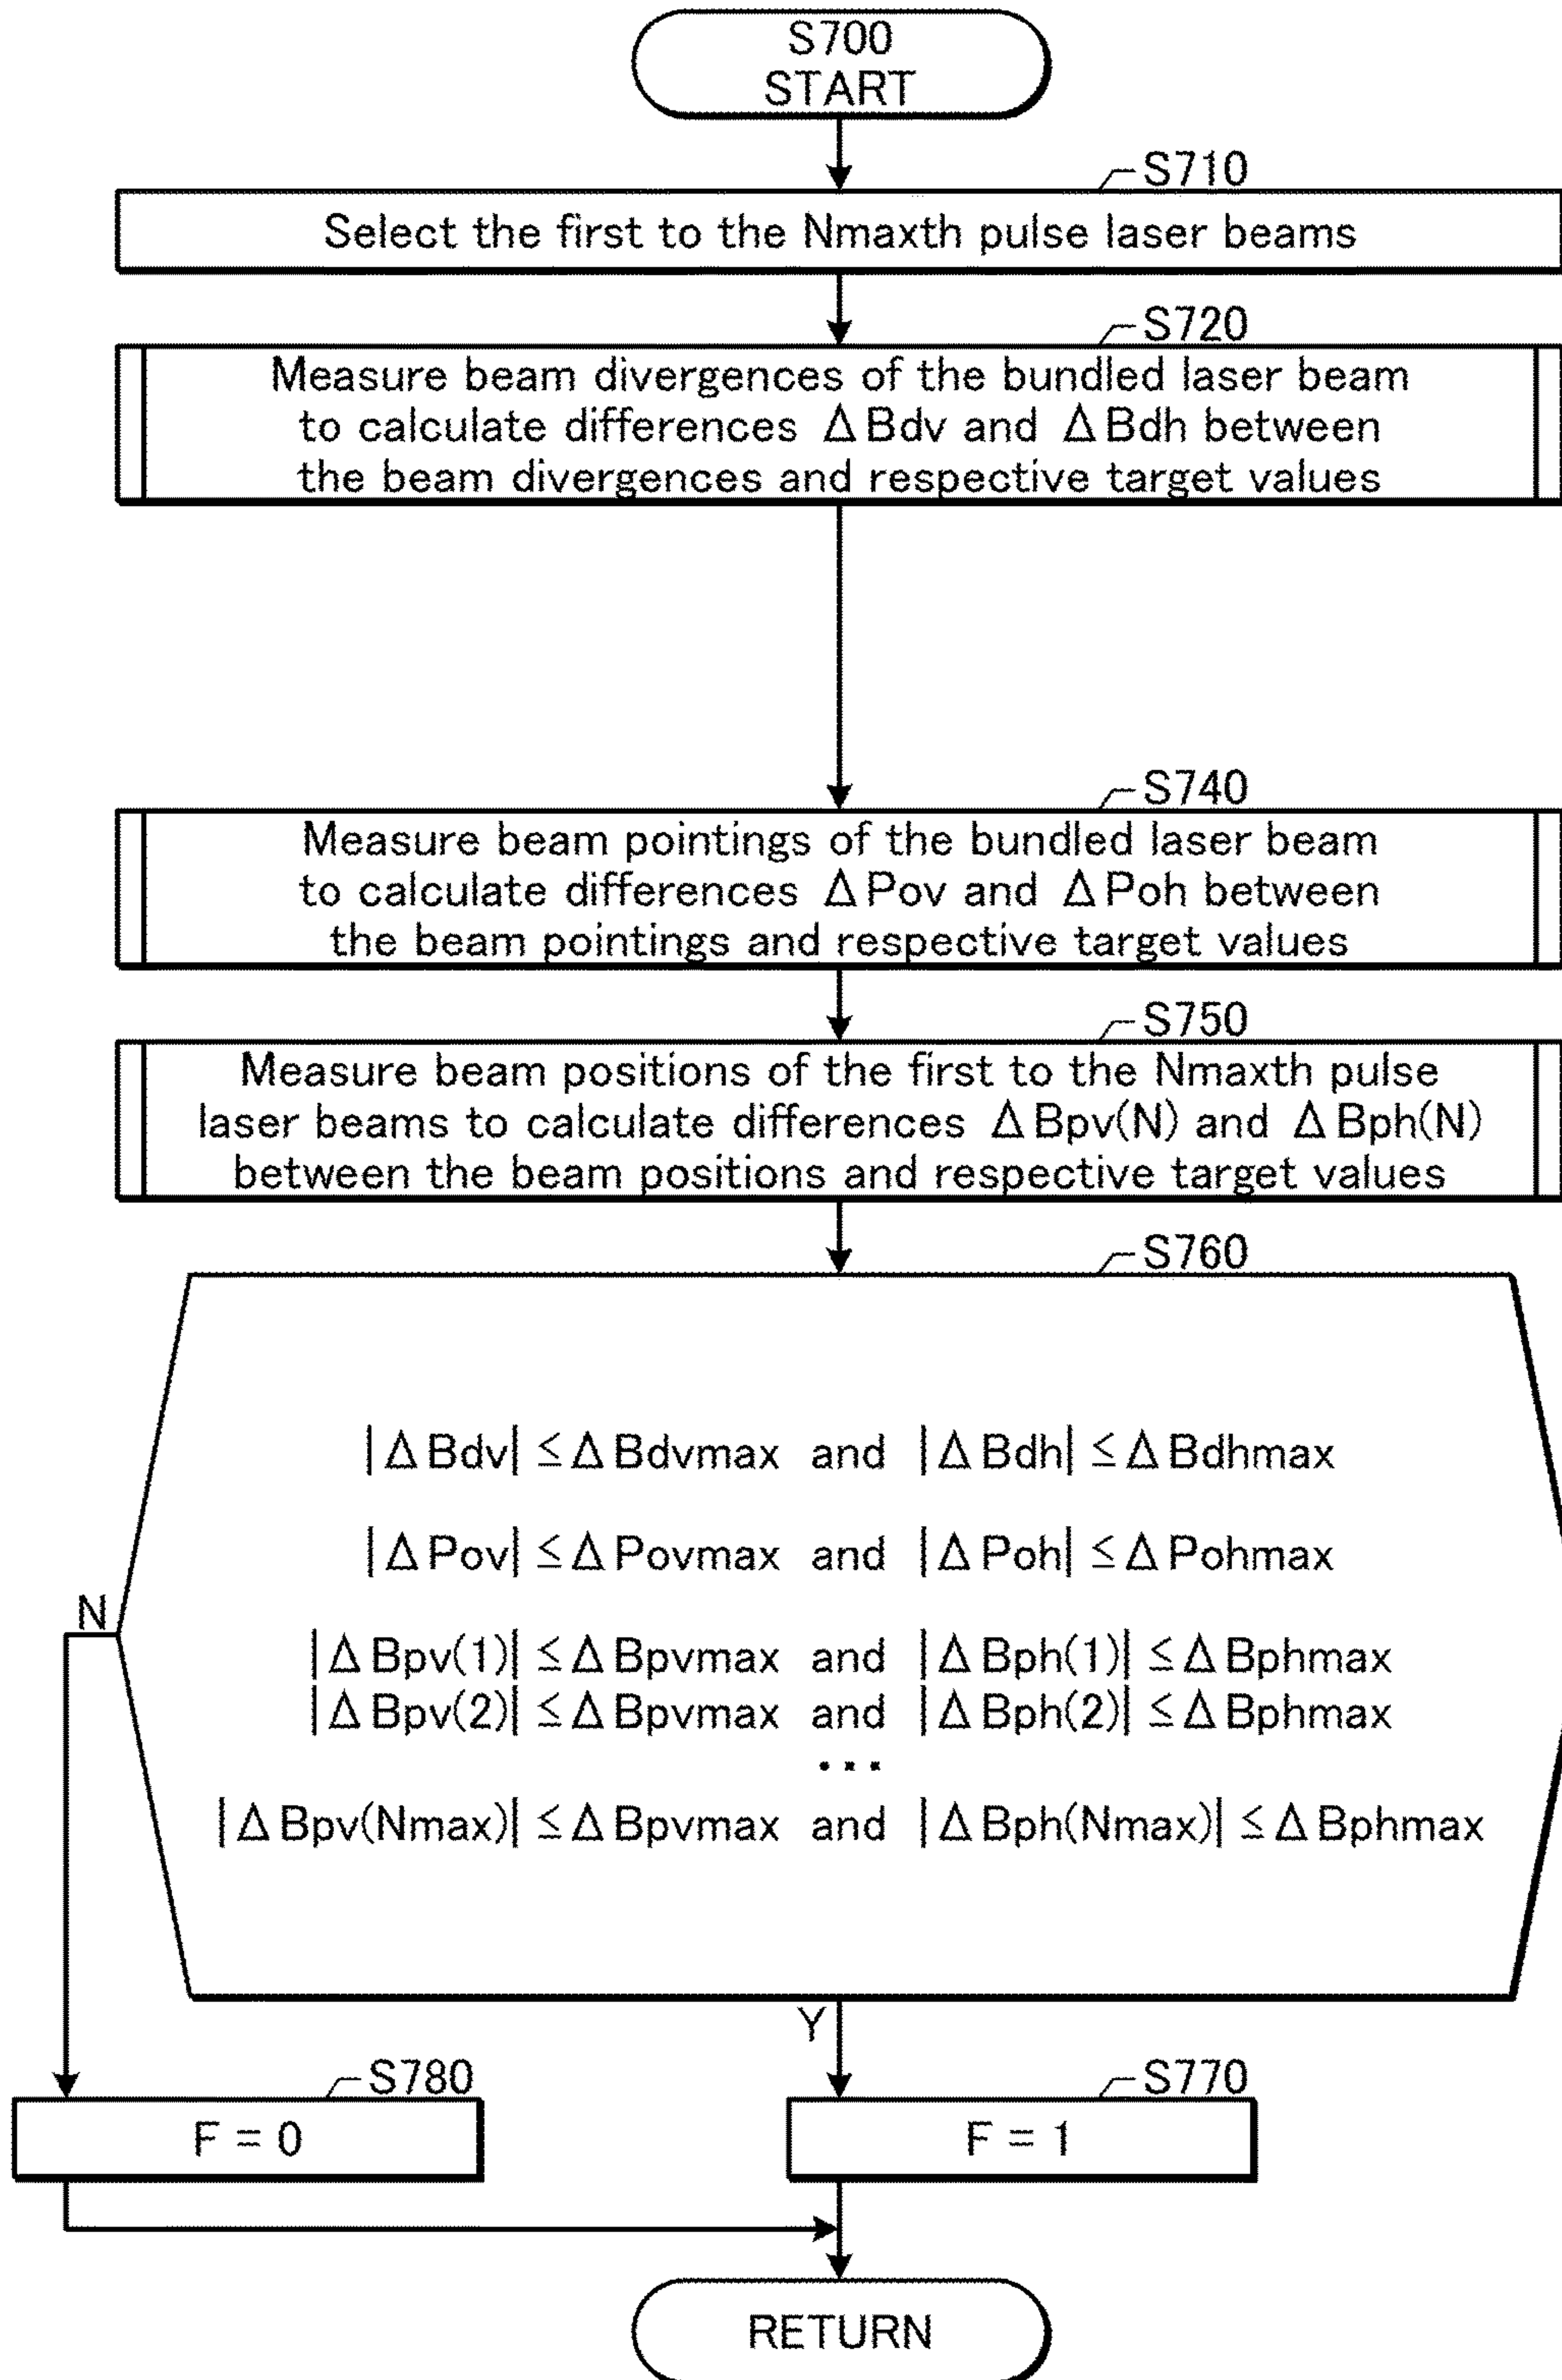 S700
START
S710
Select the first to the Nmaxth pulse laser beams
S720
Measure beam divergences of the bundled laser beam
to calculate differences ΔBdv and ΔBdh between
the beam divergences and respective target values
S740
Measure beam pointings of the bundled laser beam
to calculate differences ΔPov and ΔPoh between
the beam pointings and respective target values
S750
Measure beam positions of the first to the Nmaxth pulse
laser beams to calculate differences ΔBpv(N) and ΔBph(N)
between the beam positions and respective target values
S760
|ΔBdv| ≤ ΔBdvmax and |ΔBdh| ≤ ΔBdhmax
|ΔPov| ≤ ΔPovmax and |ΔPoh| ≤ ΔPohmax
N
|ΔBpv(1)| ≤ ΔBpvmax and |ΔBph(1)| ≤ ΔBphmax
|ΔBpv(2)| ≤ ΔBpvmax and |ΔBph(2)| ≤ ΔBphmax
...
|ΔBpv(Nmax)| ≤ ΔBpvmax and |ΔBph(Nmax)| ≤ ΔBphmax
Y
S780
F = 0
S770
F = 1
RETURN